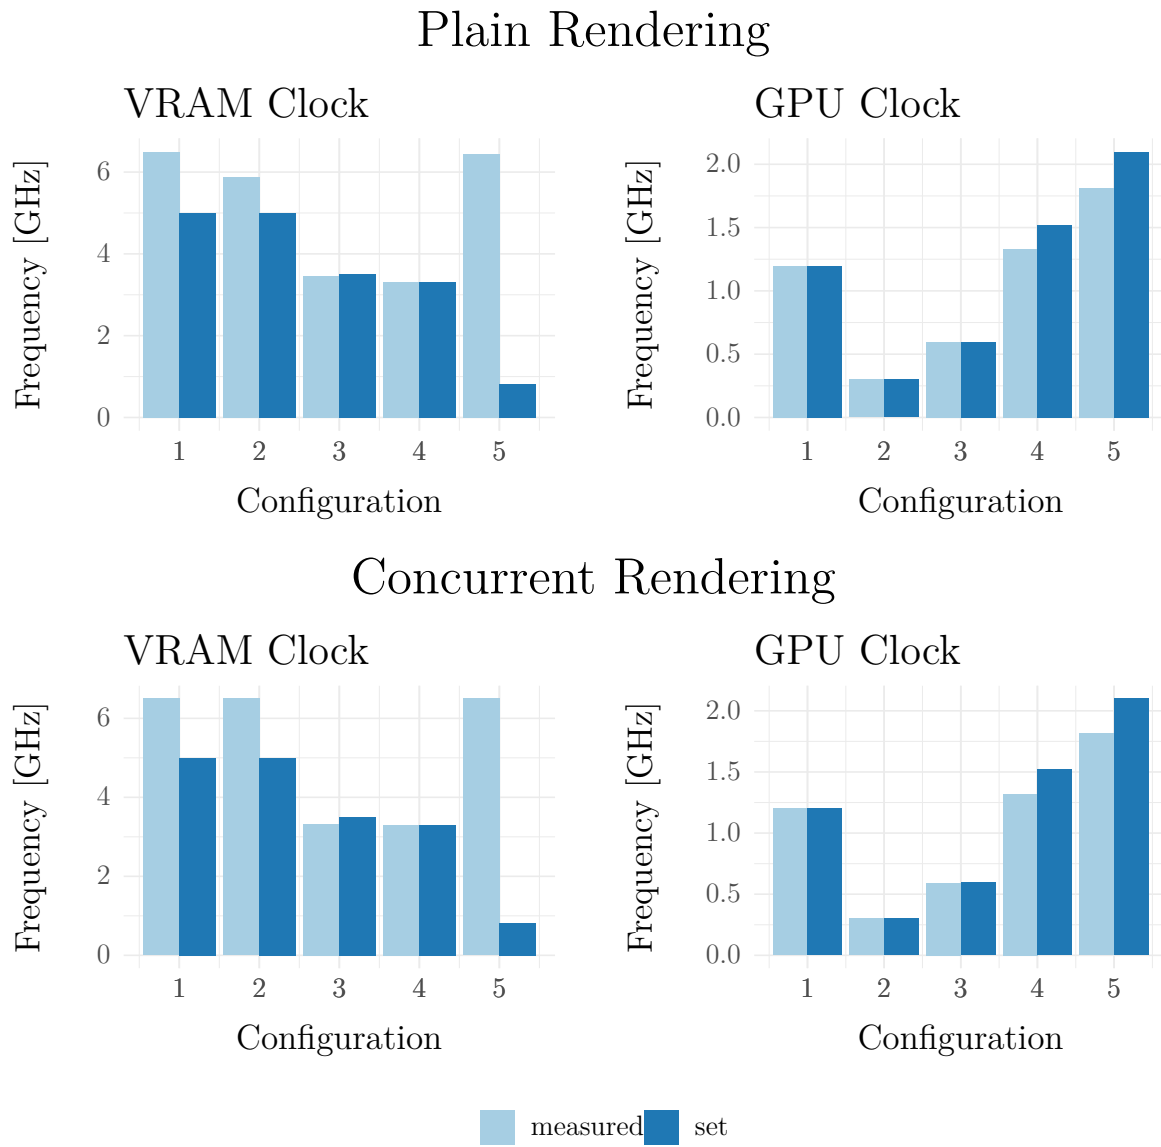 Plain Rendering
VRAM Clock
Frequency [GHz]
6
4
2
0
1 2 3 4 5
Configuration
GPU Clock
Frequency [GHz]
2.0
1.5
1.0
0.5
0.0
1 2 3 4 5
Configuration
Concurrent Rendering
VRAM Clock
Frequency [GHz]
6
4
2
0
1 2 3 4 5
Configuration
GPU Clock
Frequency [GHz]
2.0
1.5
1.0
0.5
0.0
1 2 3 4 5
Configuration
measured set